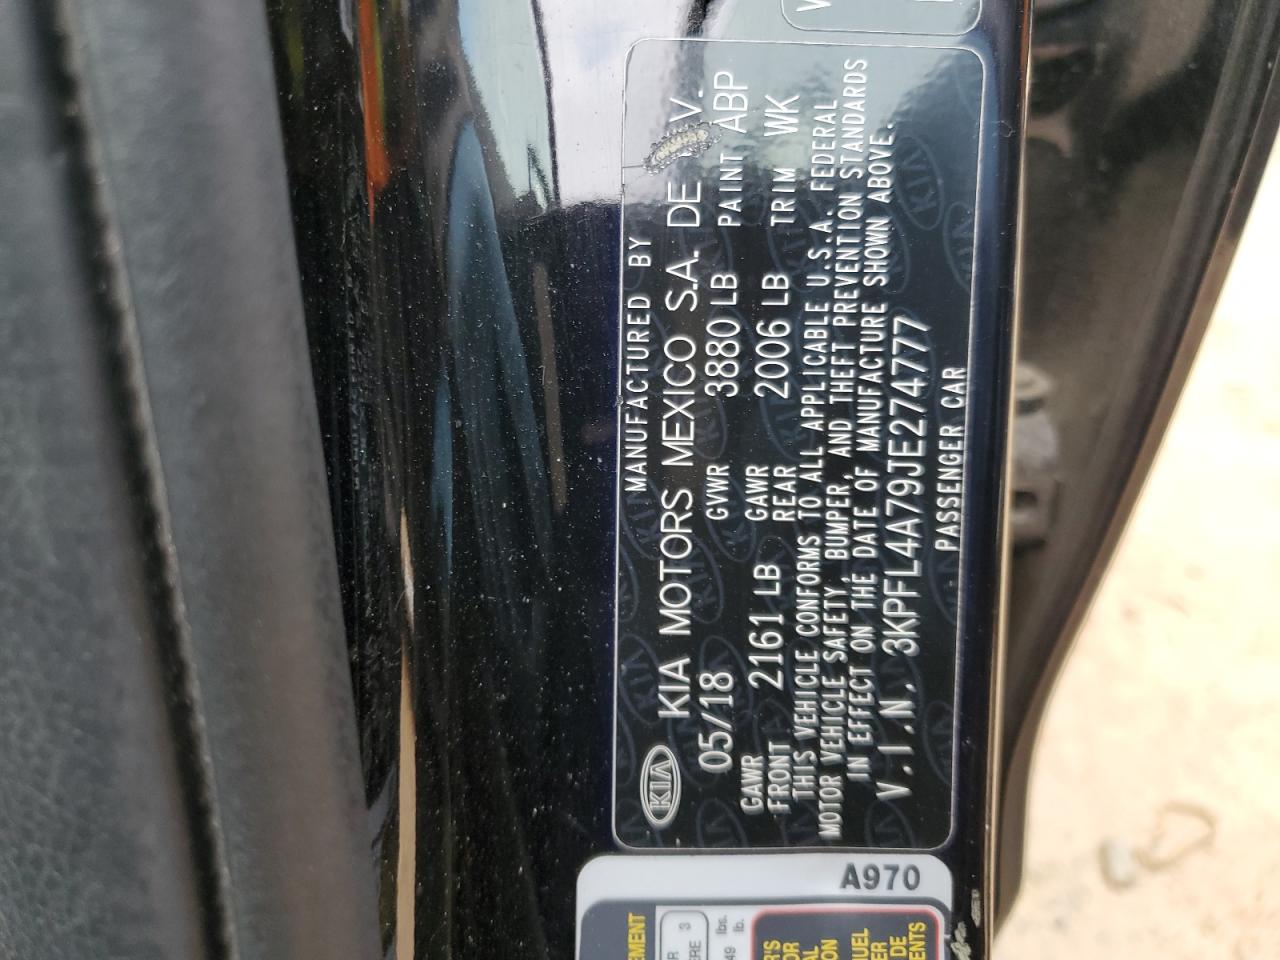 KIA
MANUFACTURED BY
KIA MOTORS MEXICO S.A. DE V.
05/18 GVWR 3880 LB PAINT ABP
GAWR FRONT 2161 LB GAWR REAR 2006 LB TRIM WK
THIS VEHICLE CONFORMS TO ALL APPLICABLE U.S.A. FEDERAL
MOTOR VEHICLE SAFETY, BUMPER, AND THEFT PREVENTION STANDARDS
IN EFFECT ON THE DATE OF MANUFACTURE SHOWN ABOVE.
V.I.N. 3KPFL4A79JE274777
PASSENGER CAR
A970